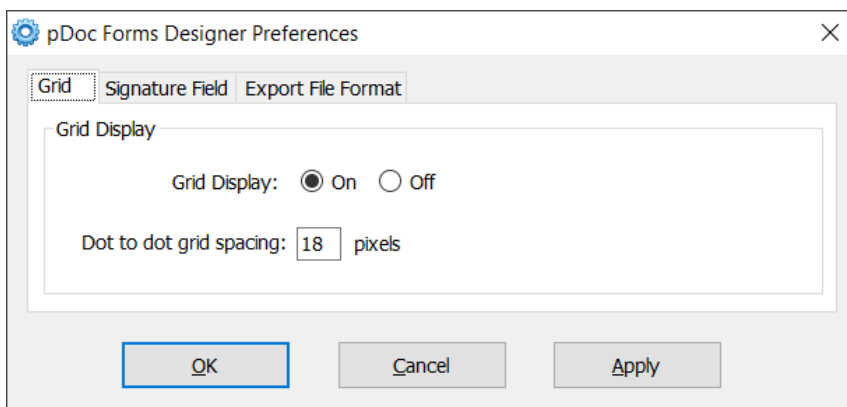 pDoc Forms Designer Preferences
Grid Signature Field Export File Format
Grid Display
Grid Display: On Off
Dot to dot grid spacing: 18 pixels
OK Cancel Apply